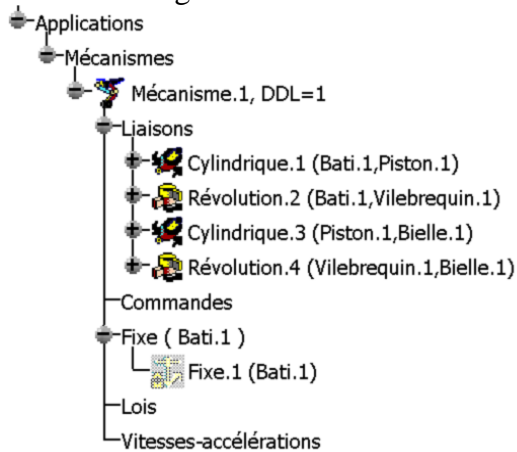 Applications
Mécanismes
Mécanisme.1, DDL=1
Liaisons
Cylindrique.1 (Bati.1,Piston.1)
Révolution.2 (Bati.1,Vilebrequin.1)
Cylindrique.3 (Piston.1,Bielle.1)
Révolution.4 (Vilebrequin.1,Bielle.1)
Commandes
Fixe ( Bati.1 )
Fixe.1 (Bati.1)
Lois
Vitesses-accélérations